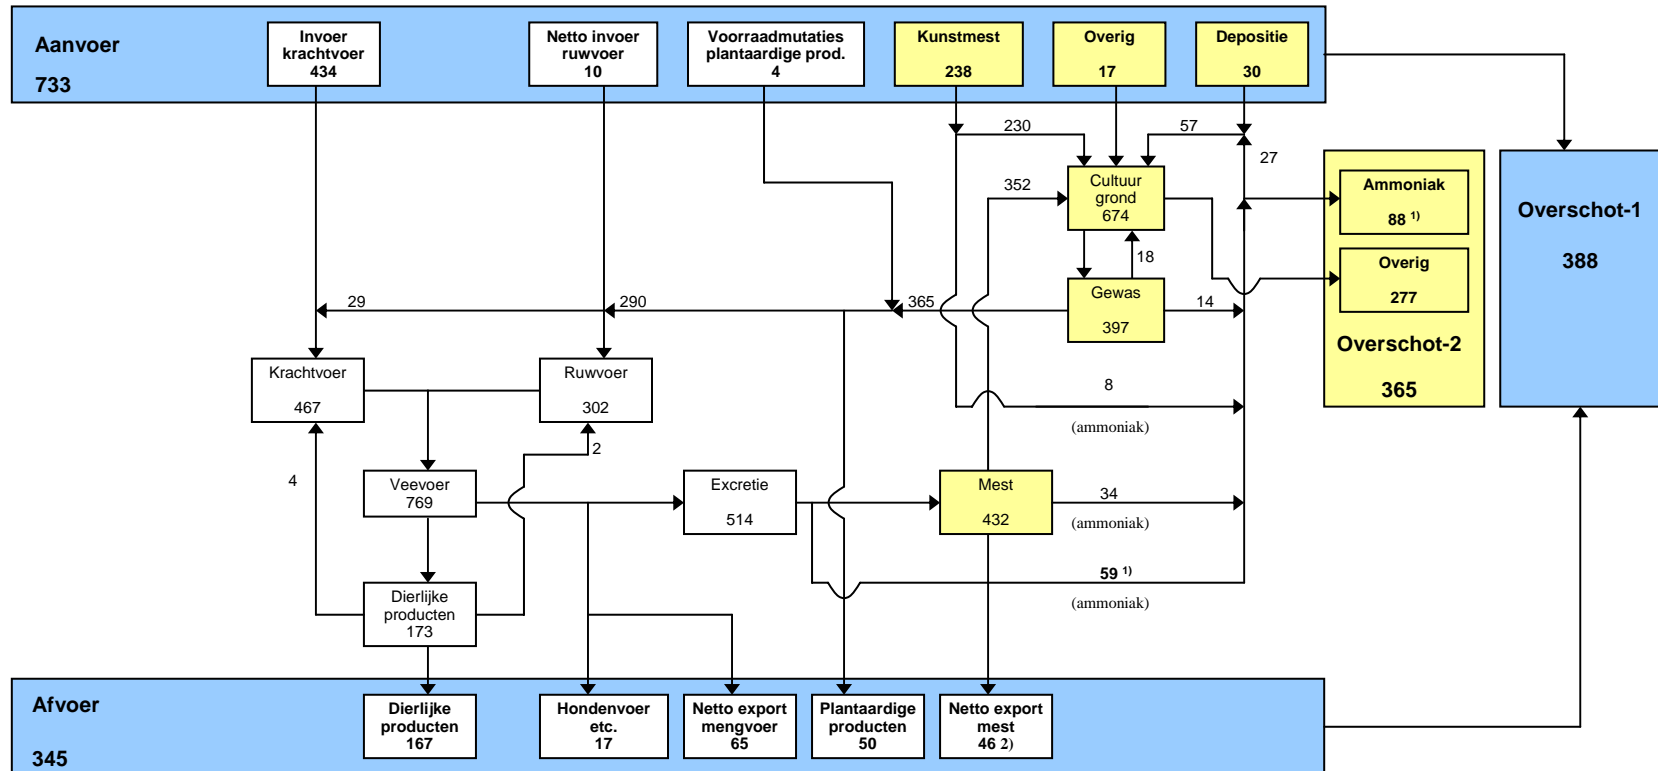 Aanvoer
733
Invoer
krachtvoer
434
Netto invoer
ruwvoer
10
Voorraadmutaties
plantaardige prod.
4
Kunstmest
238
Overig
17
Depositie
30
230
57
27
352
Cultuur
grond
674
18
Ammoniak
88 1)
Overig
277
Overschot-2
365
Overschot-1
388
29
290
365
Gewas
397
14
Krachtvoer
467
Ruwvoer
302
8
(ammoniak)
4
2
Veevoer
769
Excretie
514
Mest
432
34
(ammoniak)
59 1)
(ammoniak)
Dierlijke
producten
173
Afvoer
345
Dierlijke
producten
167
Hondenvoer
etc.
17
Netto export
mengvoer
65
Plantaardige
producten
50
Netto export
mest
46 2)